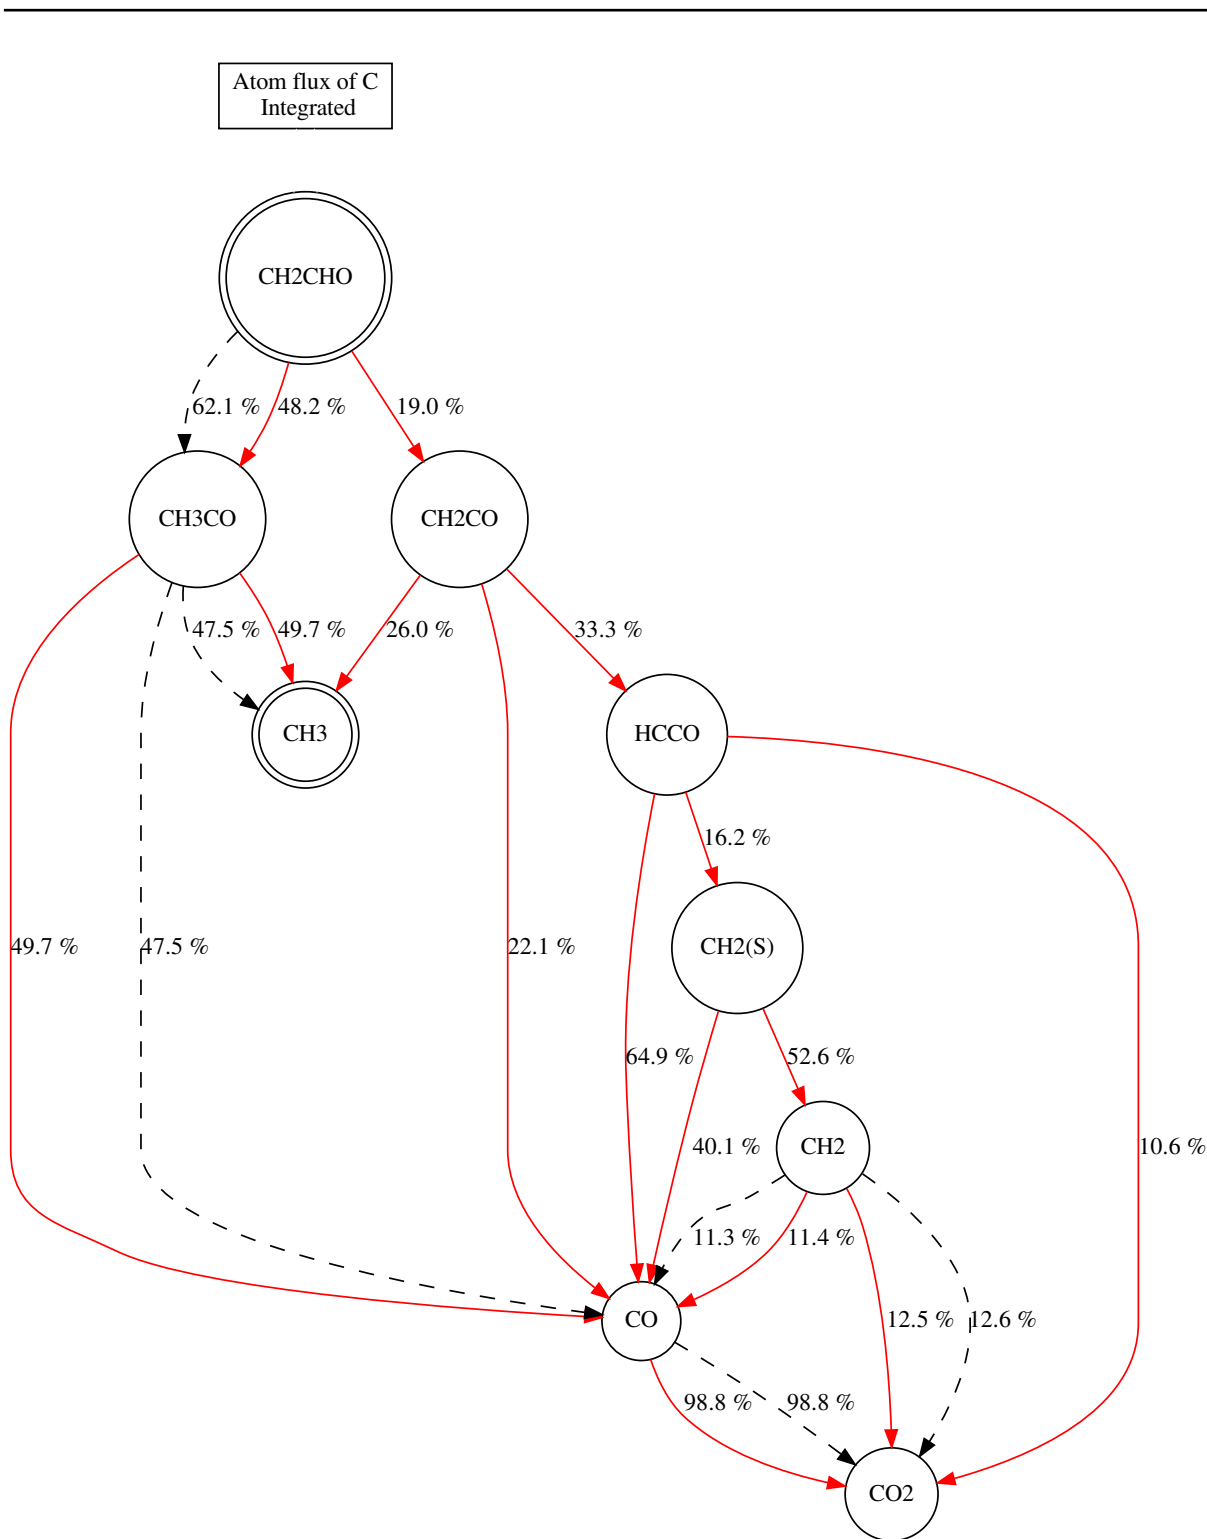 Atom flux of C
Integrated
CH2CHO
62.1 %
48.2 %
19.0 %
CH3CO
CH2CO
47.5 %
49.7 %
26.0 %
33.3 %
CH3
HCCO
16.2 %
49.7 %
47.5 %
22.1 %
CH2(S)
64.9 %
52.6 %
40.1 %
CH2
10.6 %
11.3 %
11.4 %
CO
12.5 %
12.6 %
98.8 %
98.8 %
CO2